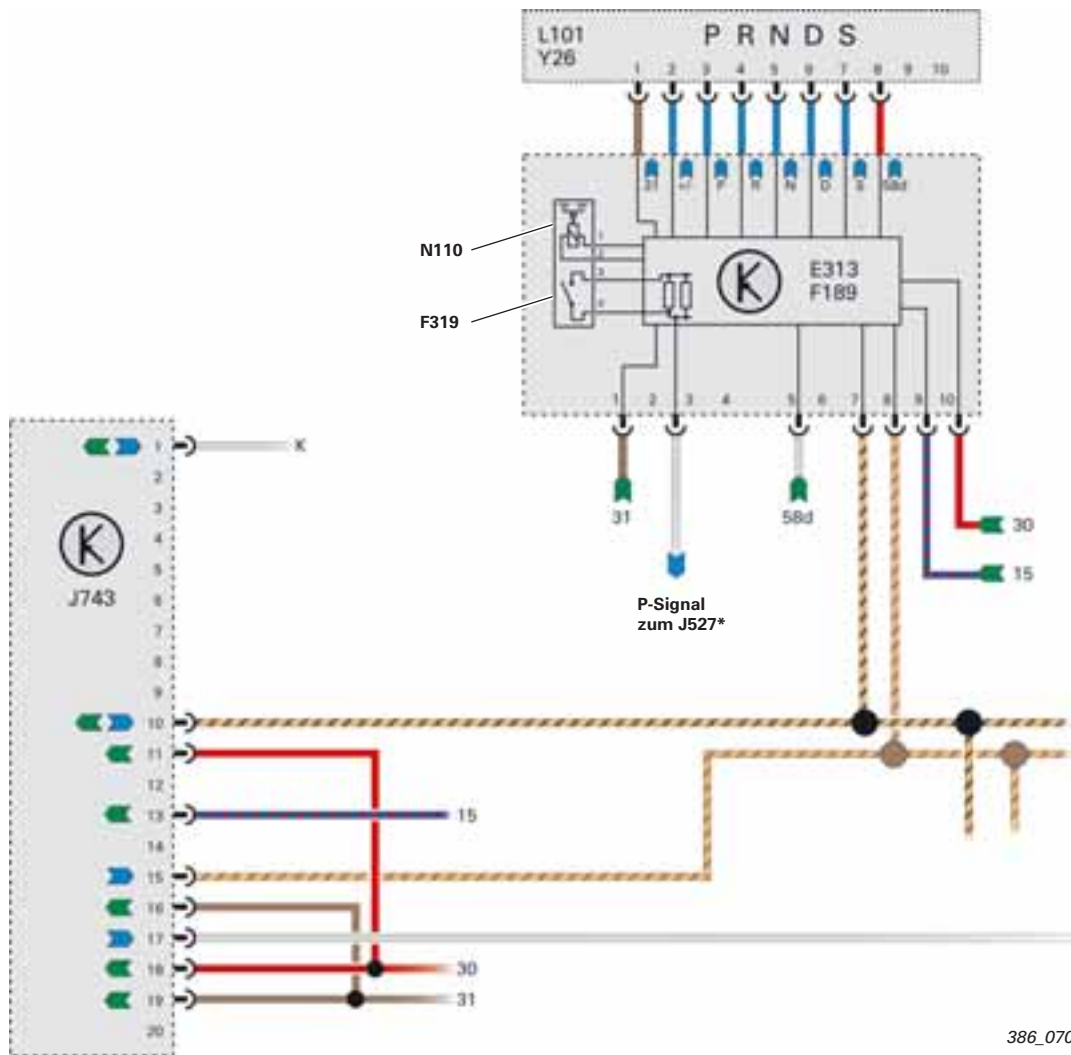 L101
Y26
P R N D S
1 2 3 4 5 6 7 8 9 10
31 +/- P R N D S 58d
N110
1
2
3
E313
F189
F319
1 2 3 4 5 6 7 8 9 10
31
58d
30
15
P-Signal
zum J527*
1
K
2
3
4
J743
5
6
7
8
9
10
11
12
13
15
14
15
16
17
18
30
19
31
20
386_070